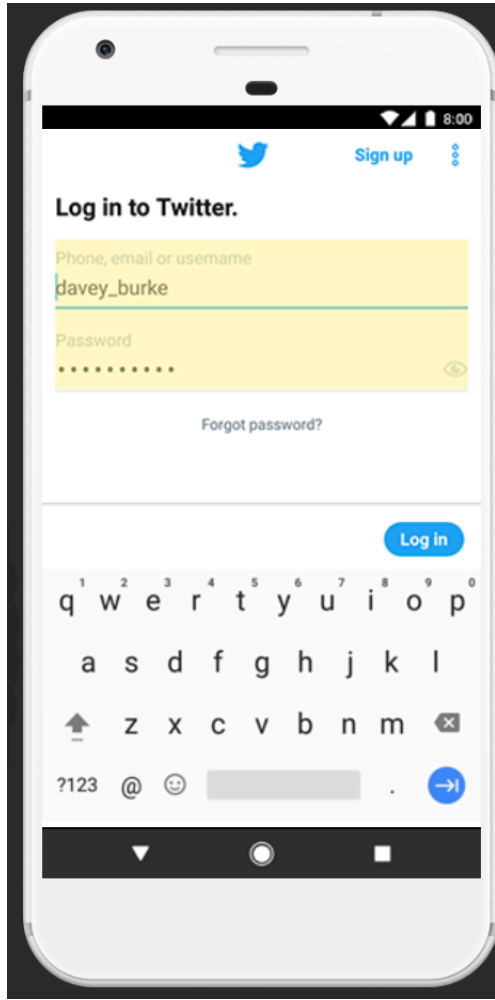 8:00
Sign up
Log in to Twitter.
Phone, email or username
davey_burke
Password
••••••••••
Forgot password?
Log in
1 2 3 4 5 6 7 8 9 0
q w e r t y u i o p
a s d f g h j k l
z x c v b n m
?123 @ .